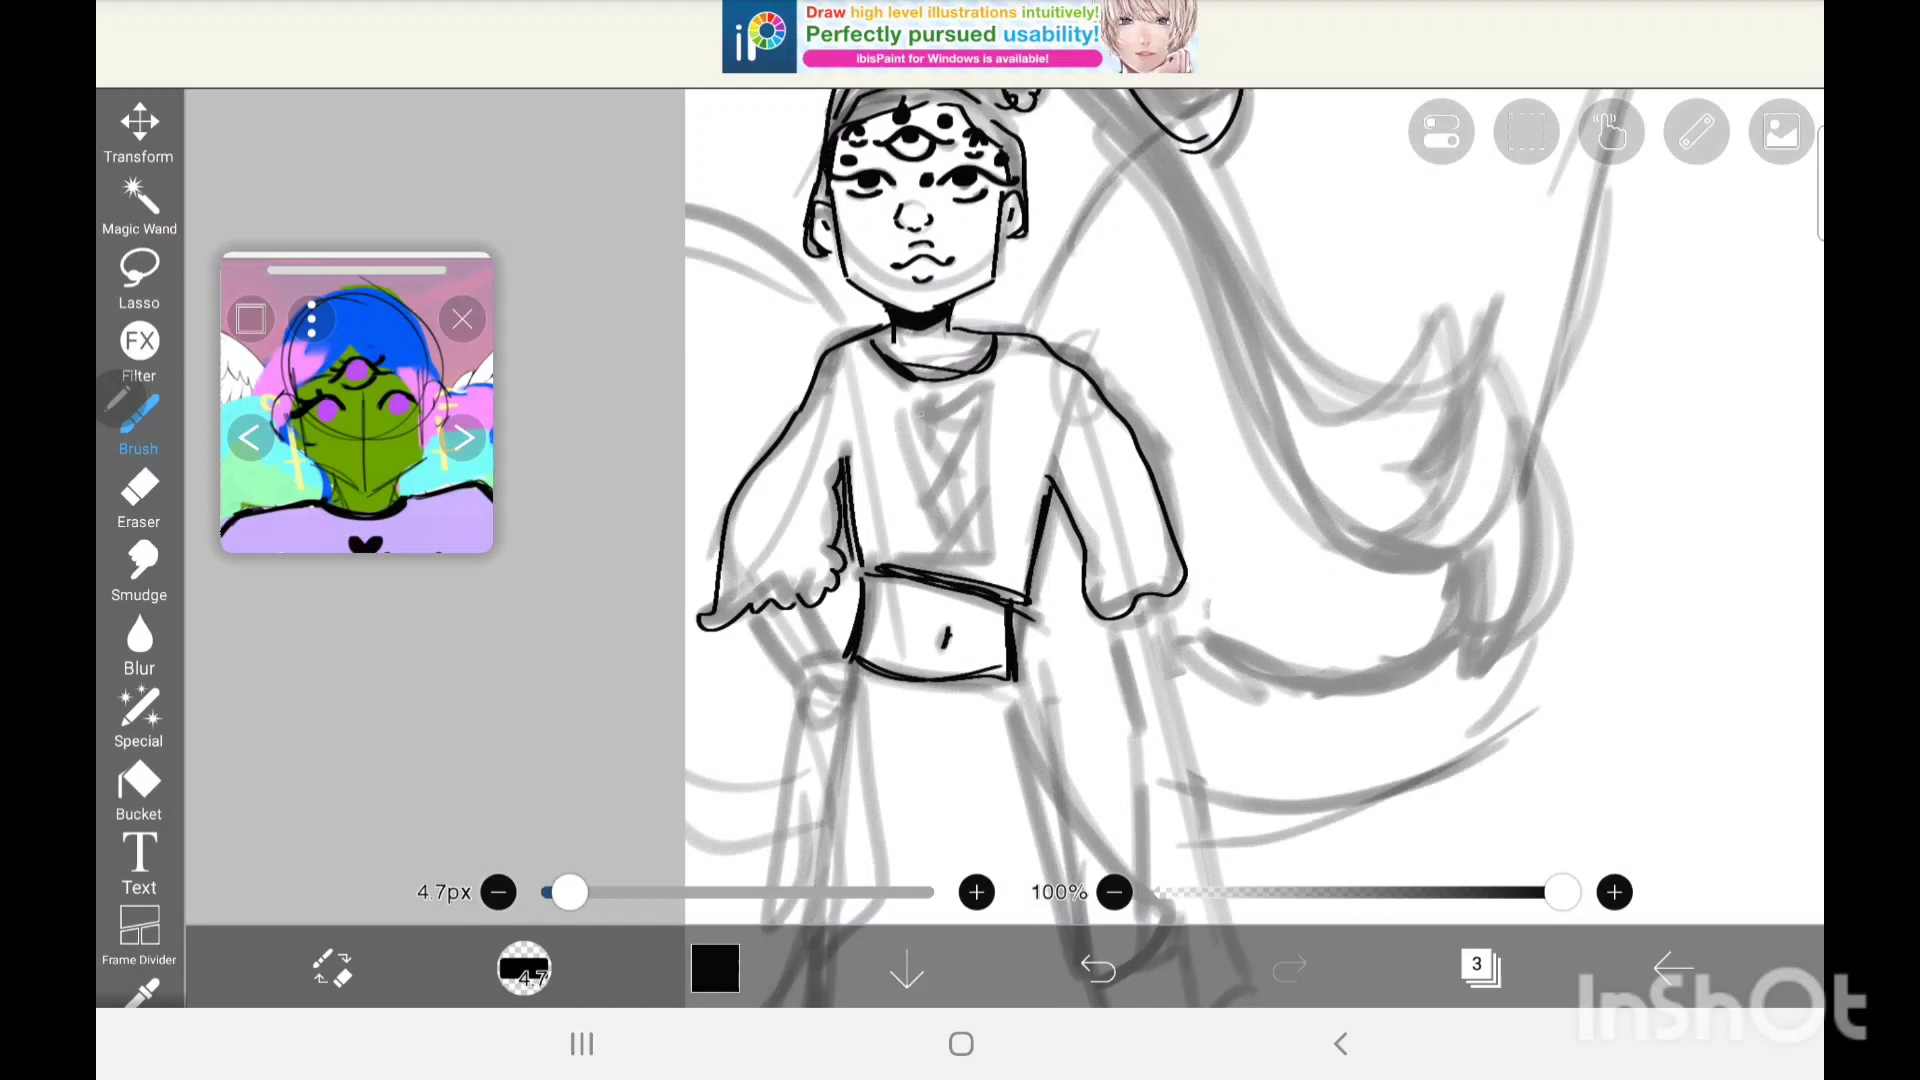 iP
Draw high level illustrations intuitively!
Perfectly pursued usability!
ibisPaint for Windows is available!
Transform
Magic Wand
Lasso
FX
Filter
Brush
Eraser
Smudge
Blur
Special
Bucket
T
Text
Frame Divider
4.7px
100%
4.7
3
InShOt